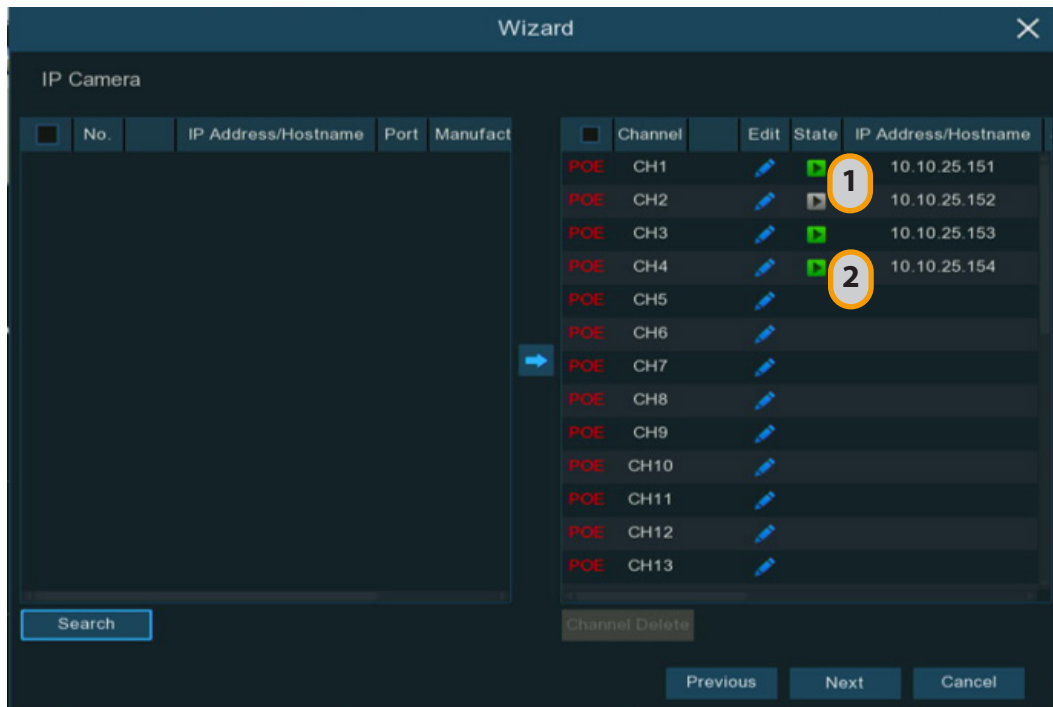 Wizard
IP Camera
No. IP Address/Hostname Port Manufact
Channel Edit State IP Address/Hostname
POE CH1 10.10.25.151
1
POE CH2 10.10.25.152
POE CH3 10.10.25.153
POE CH4 10.10.25.154
2
POE CH5
POE CH6
POE CH7
POE CH8
POE CH9
POE CH10
POE CH11
POE CH12
POE CH13
Search
Channel Delete
Previous Next Cancel